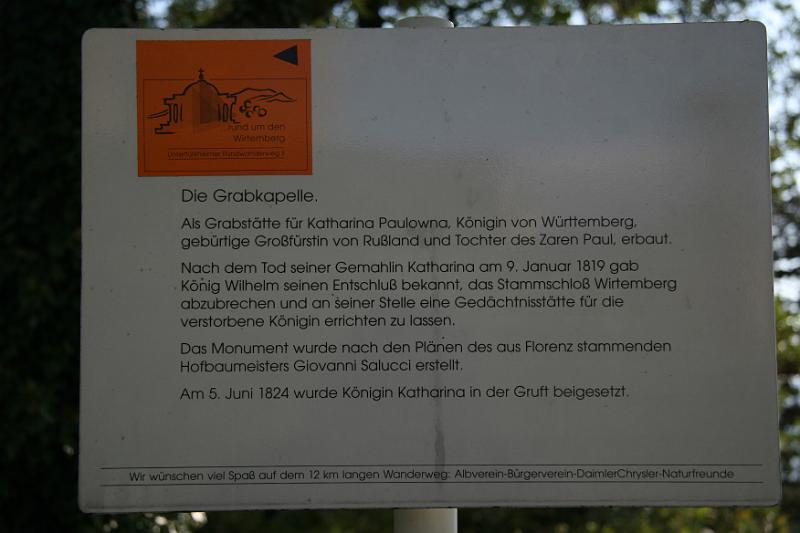 rund um den
Wirtemberg
Untertürkheimer Rundwanderweg 3
Die Grabkapelle.
Als Grabstätte für Katharina Paulowna, Königin von Württemberg,
gebürtige Großfürstin von Rußland und Tochter des Zaren Paul, erbaut.
Nach dem Tod seiner Gemahlin Katharina am 9. Januar 1819 gab
König Wilhelm seinen Entschluß bekannt, das Stammschloß Wirtemberg
abzubrechen und an seiner Stelle eine Gedächtnisstätte für die
verstorbene Königin errichten zu lassen.
Das Monument wurde nach den Plänen des aus Florenz stammenden
Hofbaumeisters Giovanni Salucci erstellt.
Am 5. Juni 1824 wurde Königin Katharina in der Gruft beigesetzt.
Wir wünschen viel Spaß auf dem 12 km langen Wanderweg: Albverein-Bürgerverein-DaimlerChrysler-Naturfreunde